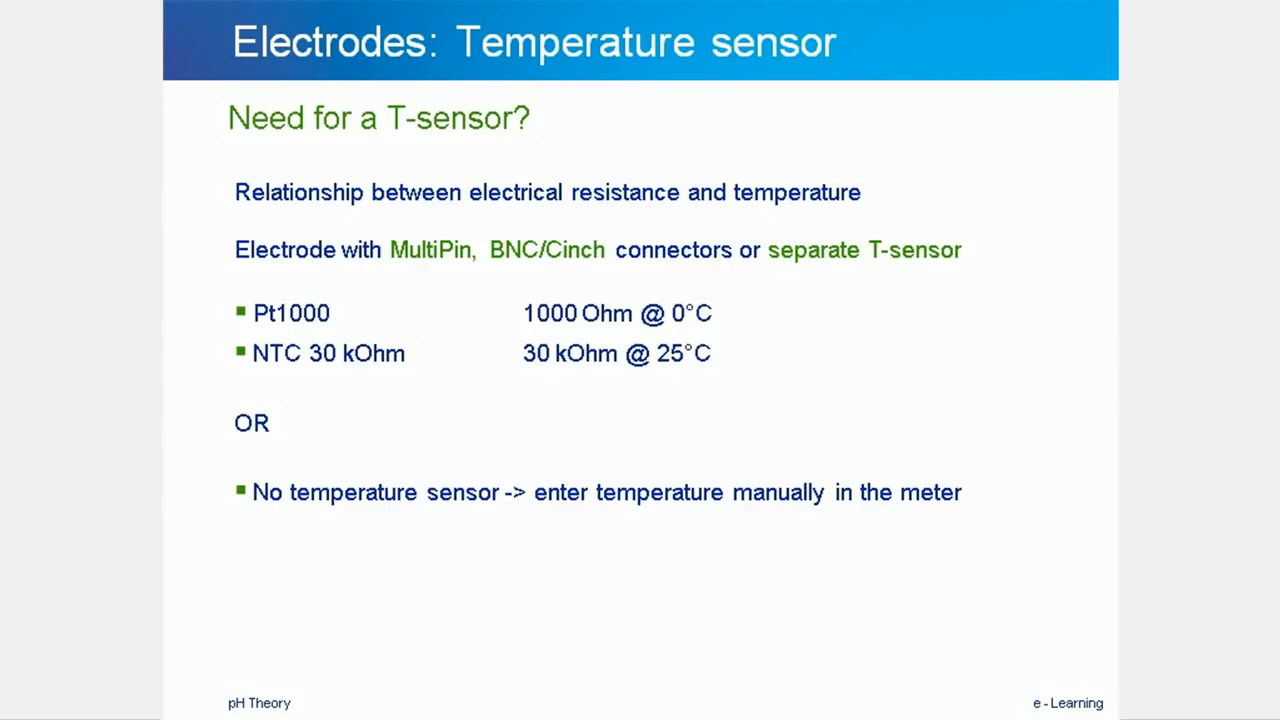 Electrodes: Temperature sensor
Need for a T-sensor?
Relationship between electrical resistance and temperature
Electrode with MultiPin, BNC/Cinch connectors or separate T-sensor
▪ Pt1000 1000 Ohm @ 0°C
▪ NTC 30 kOhm 30 kOhm @ 25°C
OR
▪ No temperature sensor -> enter temperature manually in the meter
pH Theory e - Learning